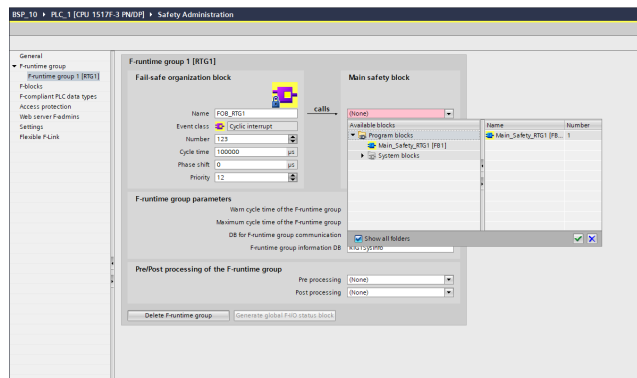 BSP_10 ▸ PLC_1 [CPU 1517F-3 PN/DP] ▸ Safety Administration
General
F-runtime group
F-runtime group 1 [RTG1]
F-blocks
F-compliant PLC data types
Access protection
Web server F-admins
Settings
Flexible F-Link
F-runtime group 1 [RTG1]
Fail-safe organization block
Main safety block
calls
Name FOB_RTG1
(None)
Event class Cyclic interrupt
Number 123
Cycle time 100000 µs
Phase shift 0 µs
Priority 12
Available blocks
Program blocks
Main_Safety_RTG1 [FB1]
System blocks
Name Number
Main_Safety_RTG1 [FB... 1
Show all folders
F-runtime group parameters
Warn cycle time of the F-runtime group
Maximum cycle time of the F-runtime group
DB for F-runtime group communication
F-runtime group information DB RTG1SysInfo
Pre/Post processing of the F-runtime group
Pre processing (None)
Post processing (None)
Delete F-runtime group
Generate global F-I/O status block